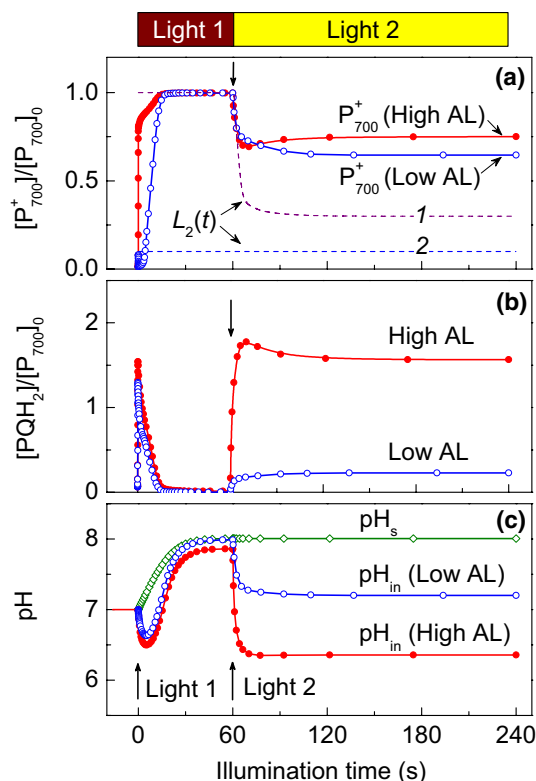 Light 1 Light 2
(a)
[P⁺₇₀₀]/[P₇₀₀]₀
1.0
0.5
0.0
P⁺₇₀₀ (High AL)
P⁺₇₀₀ (Low AL)
L₂(t)
1
2
(b)
[PQH₂]/[P₇₀₀]₀
2
1
0
High AL
Low AL
(c)
pH
8
7
6
pHₛ
pH_in (Low AL)
pH_in (High AL)
Light 1 Light 2
0 60 120 180 240
Illumination time (s)